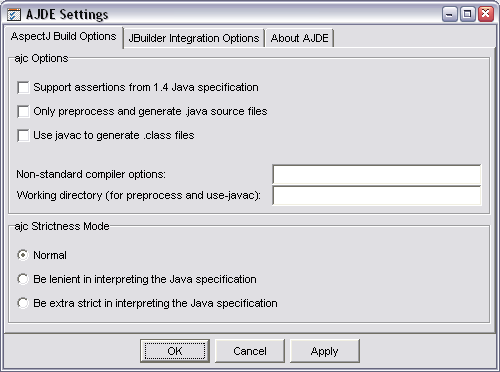 AJDE Settings
AspectJ Build Options
JBuilder Integration Options
About AJDE
ajc Options
Support assertions from 1.4 Java specification
Only preprocess and generate .java source files
Use javac to generate .class files
Non-standard compiler options:
Working directory (for preprocess and use-javac):
ajc Strictness Mode
Normal
Be lenient in interpreting the Java specification
Be extra strict in interpreting the Java specification
OK
Cancel
Apply